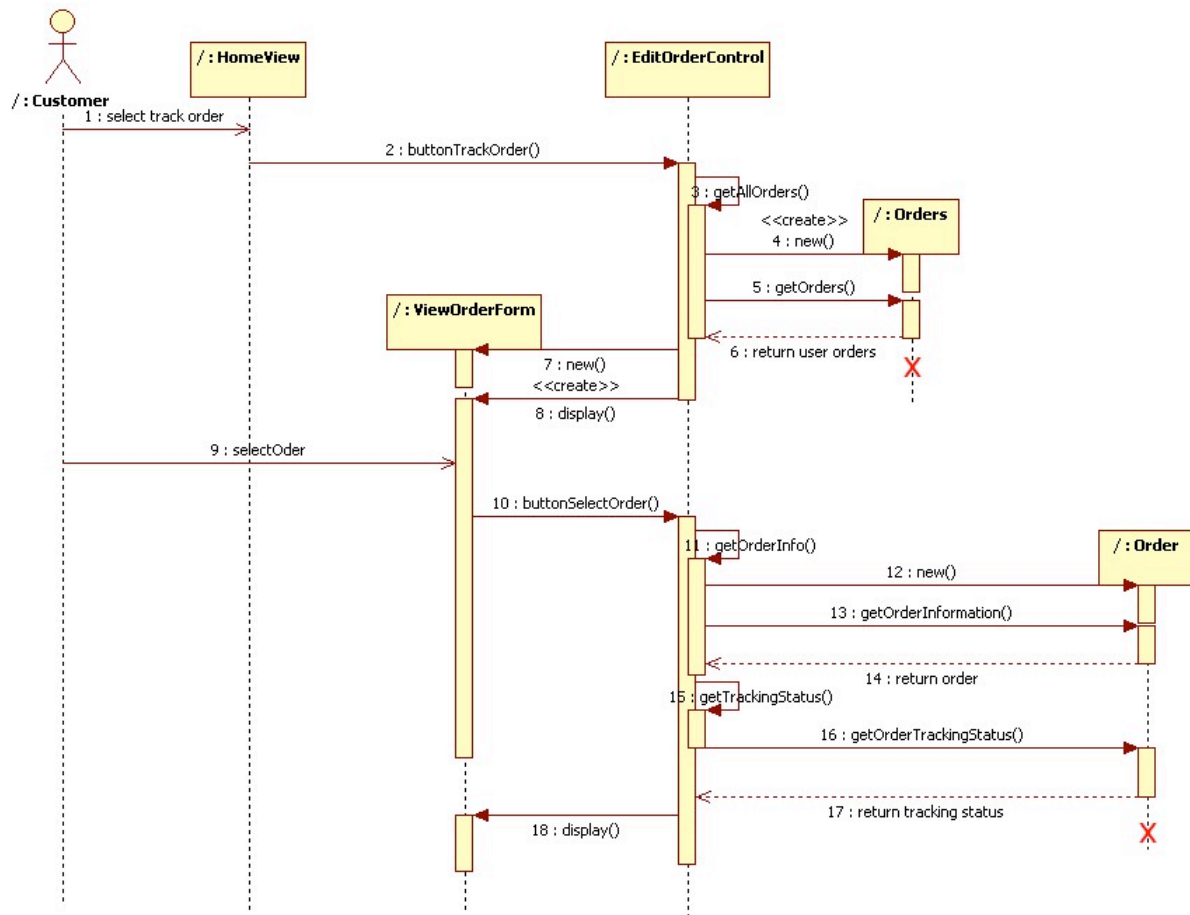 / : Customer
/ : HomeView
/ : EditOrderControl
1 : select track order
2 : buttonTrackOrder()
3 : getAllOrders()
/ : Orders
<<create>>
4 : new()
5 : getOrders()
/ : ViewOrderForm
6 : return user orders
7 : new()
<<create>>
8 : display()
9 : selectOder
10 : buttonSelectOrder()
11 : getOrderInfo()
/ : Order
12 : new()
13 : getOrderInformation()
14 : return order
15 : getTrackingStatus()
16 : getOrderTrackingStatus()
17 : return tracking status
18 : display()